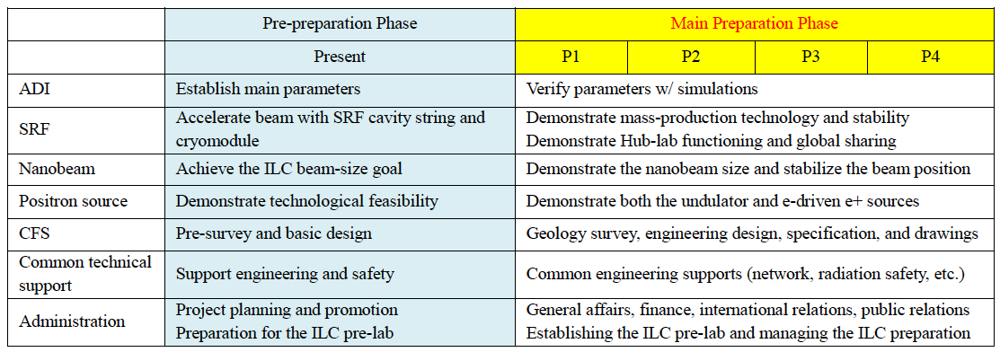 Pre-preparation Phase Main Preparation Phase
Present P1 P2 P3 P4
ADI Establish main parameters Verify parameters w/ simulations
SRF Accelerate beam with SRF cavity string and cryomodule Demonstrate mass-production technology and stability
Demonstrate Hub-lab functioning and global sharing
Nanobeam Achieve the ILC beam-size goal Demonstrate the nanobeam size and stabilize the beam position
Positron source Demonstrate technological feasibility Demonstrate both the undulator and e-driven e+ sources
CFS Pre-survey and basic design Geology survey, engineering design, specification, and drawings
Common technical support Support engineering and safety Common engineering supports (network, radiation safety, etc.)
Administration Project planning and promotion
Preparation for the ILC pre-lab General affairs, finance, international relations, public relations
Establishing the ILC pre-lab and managing the ILC preparation